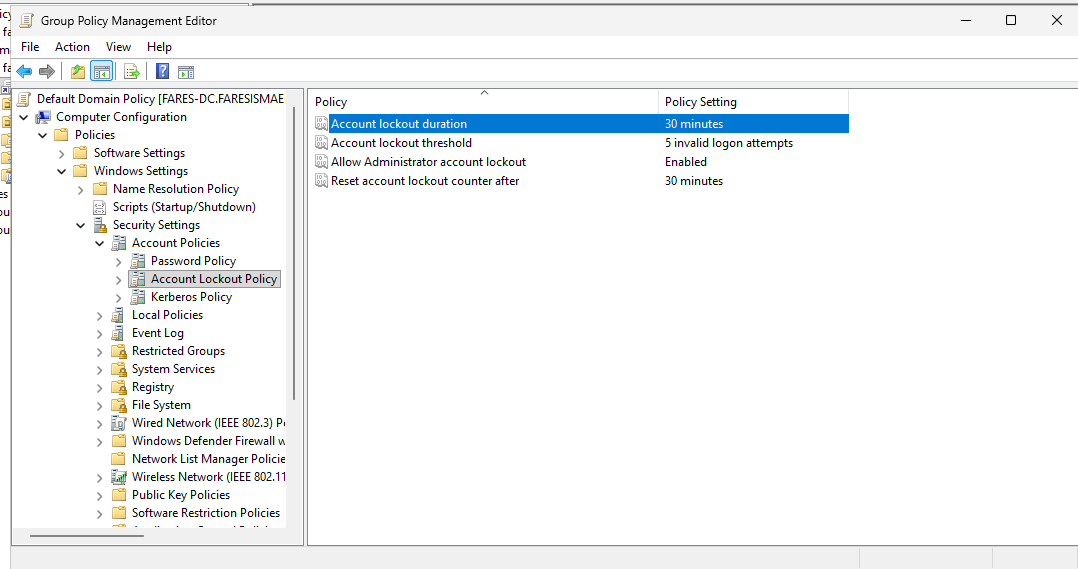 Group Policy Management Editor
File Action View Help
Default Domain Policy [FARES-DC.FARESISMAE
Computer Configuration
Policies
Software Settings
Windows Settings
Name Resolution Policy
Scripts (Startup/Shutdown)
Security Settings
Account Policies
Password Policy
Account Lockout Policy
Kerberos Policy
Local Policies
Event Log
Restricted Groups
System Services
Registry
File System
Wired Network (IEEE 802.3) P
Windows Defender Firewall w
Network List Manager Policie
Wireless Network (IEEE 802.11
Public Key Policies
Software Restriction Policies
Policy Policy Setting
Account lockout duration 30 minutes
Account lockout threshold 5 invalid logon attempts
Allow Administrator account lockout Enabled
Reset account lockout counter after 30 minutes